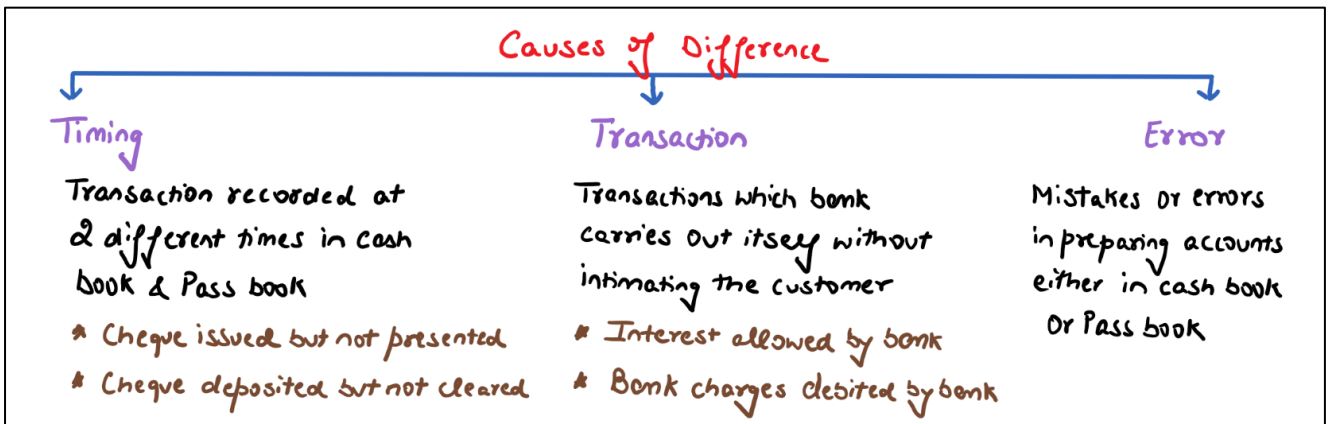 Causes of Difference
Timing
Transaction recorded at
2 different times in cash
book & Pass book
* Cheque issued but not presented
* Cheque deposited but not cleared
Transaction
Transactions which bank
carries out itself without
intimating the customer
* Interest allowed by bank
* Bank charges debited by bank
Error
Mistakes or errors
in preparing accounts
either in cash book
Or Pass book